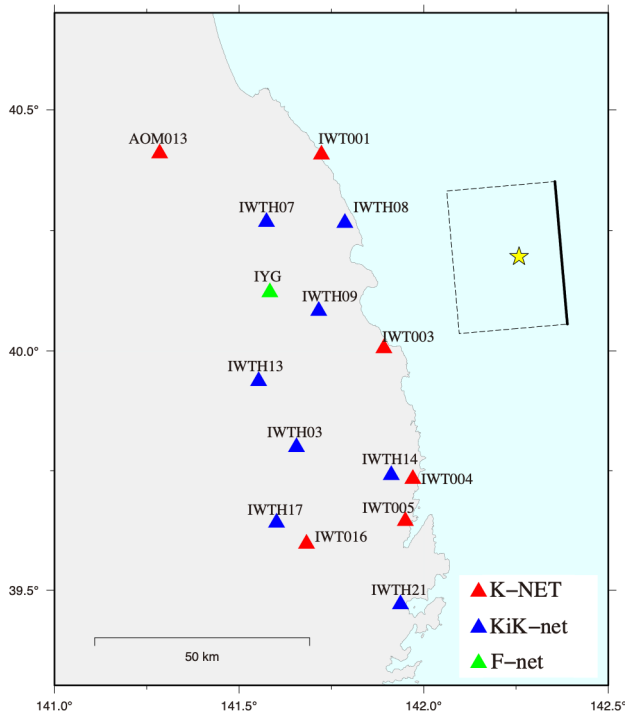 40.5°
AOM013
IWT001
IWTH07
IWTH08
IYG
IWTH09
40.0°
IWT003
IWTH13
IWTH03
IWTH14
IWT004
IWTH17
IWT005
IWT016
39.5°
IWTH21
K−NET
KiK−net
F−net
50 km
141.0°
141.5°
142.0°
142.5°